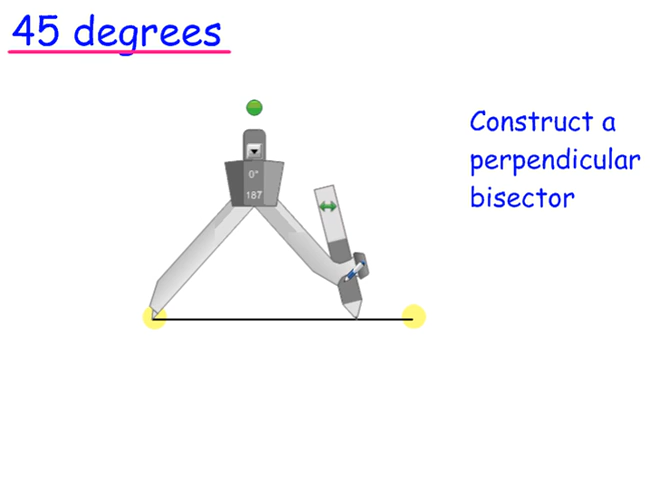 45 degrees
Construct a
perpendicular
bisector
0°
187